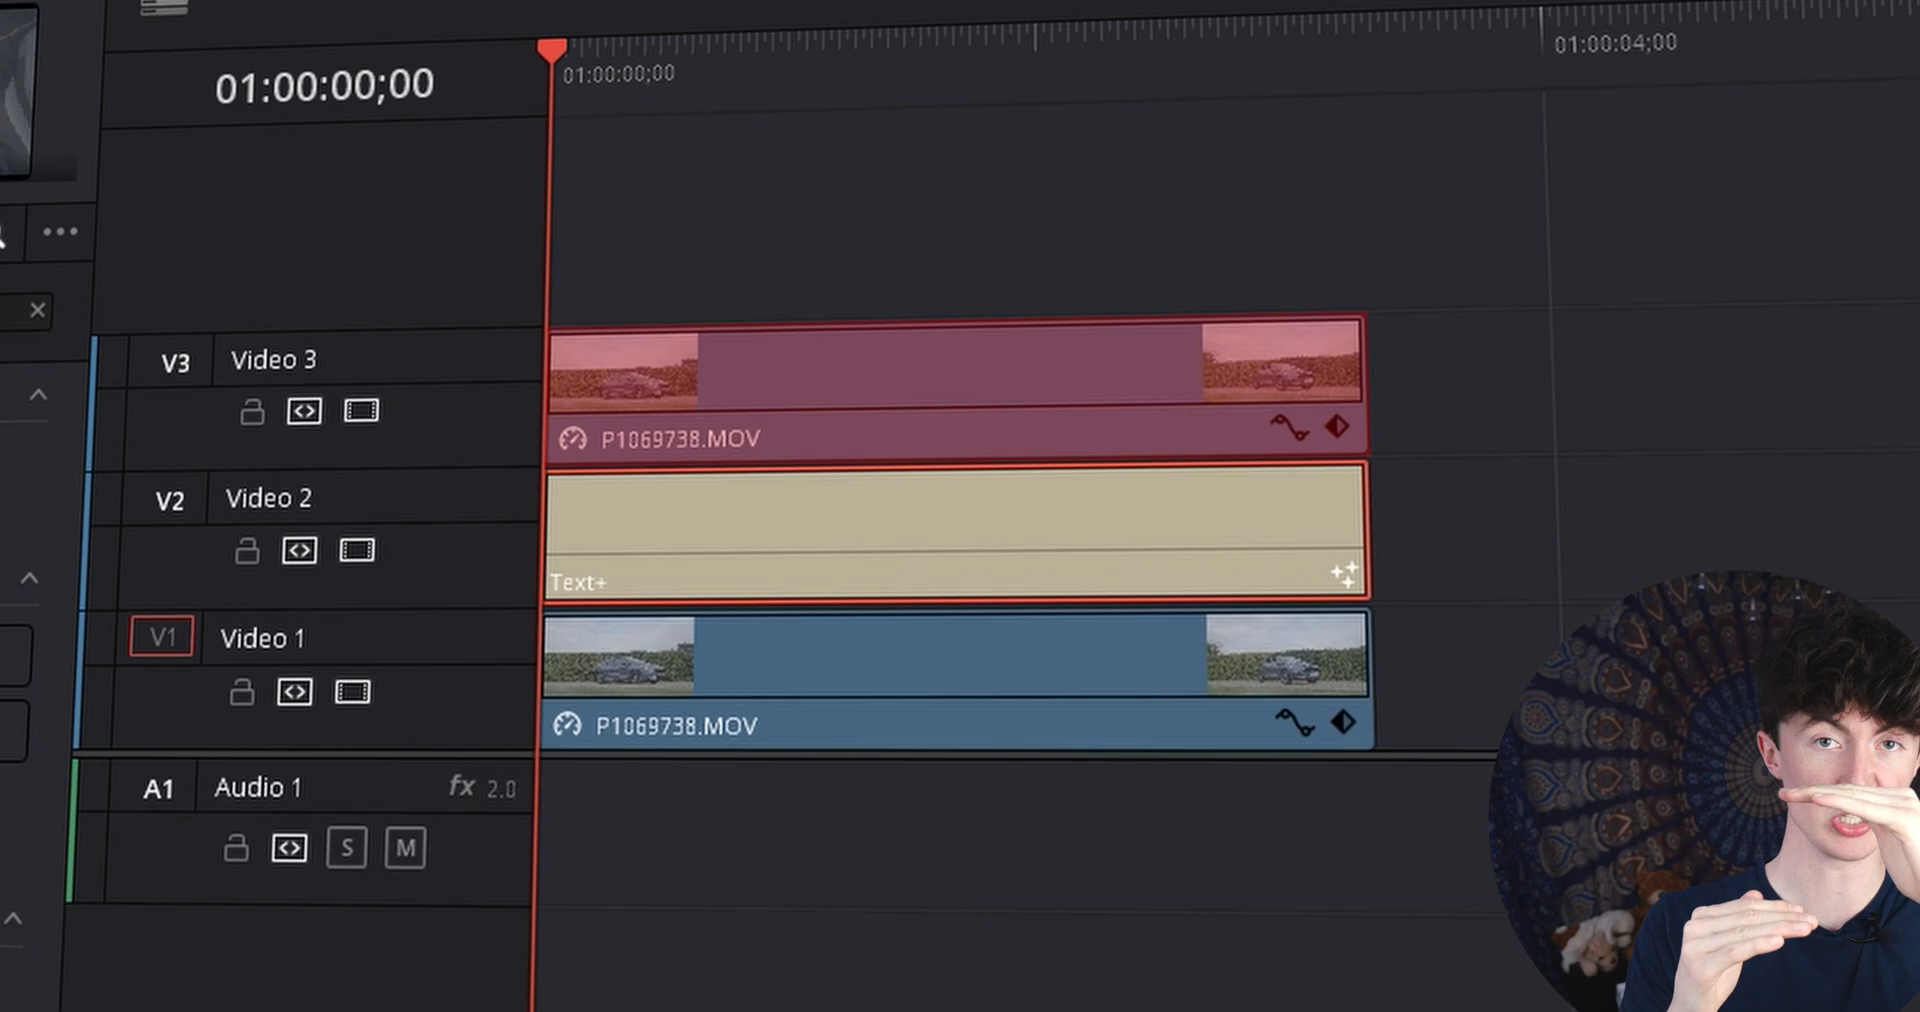 01:00:00;00
01:00:00;00
01:00:04;00
V3 Video 3
P1069738.MOV
V2 Video 2
Text+
V1 Video 1
P1069738.MOV
A1 Audio 1 fx 2.0
S M